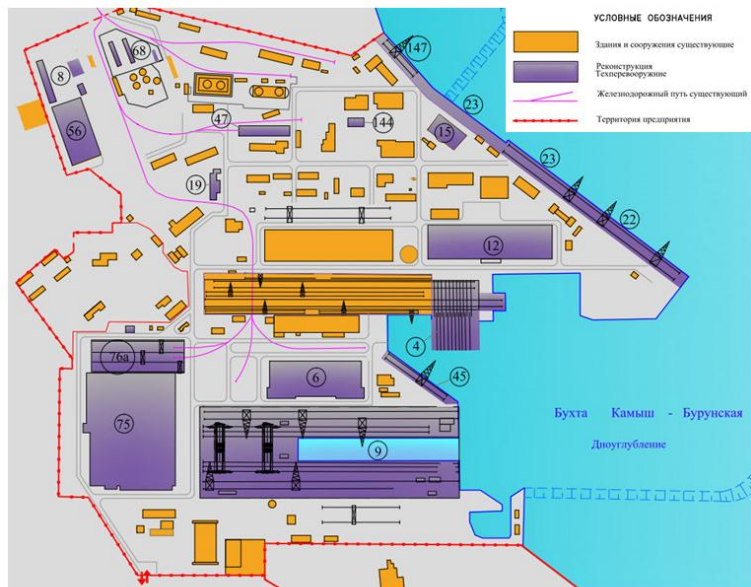 УСЛОВНЫЕ ОБОЗНАЧЕНИЯ
Здания и сооружения существующие
Реконструкция
Техперевооружние
Железнодорожный путь существующий
Территория предприятия
147
68
8
23
47
144
15
56
23
19
22
12
4
76а
6
45
75
9
Бухта Камыш - Бурунская
Дноуглубление